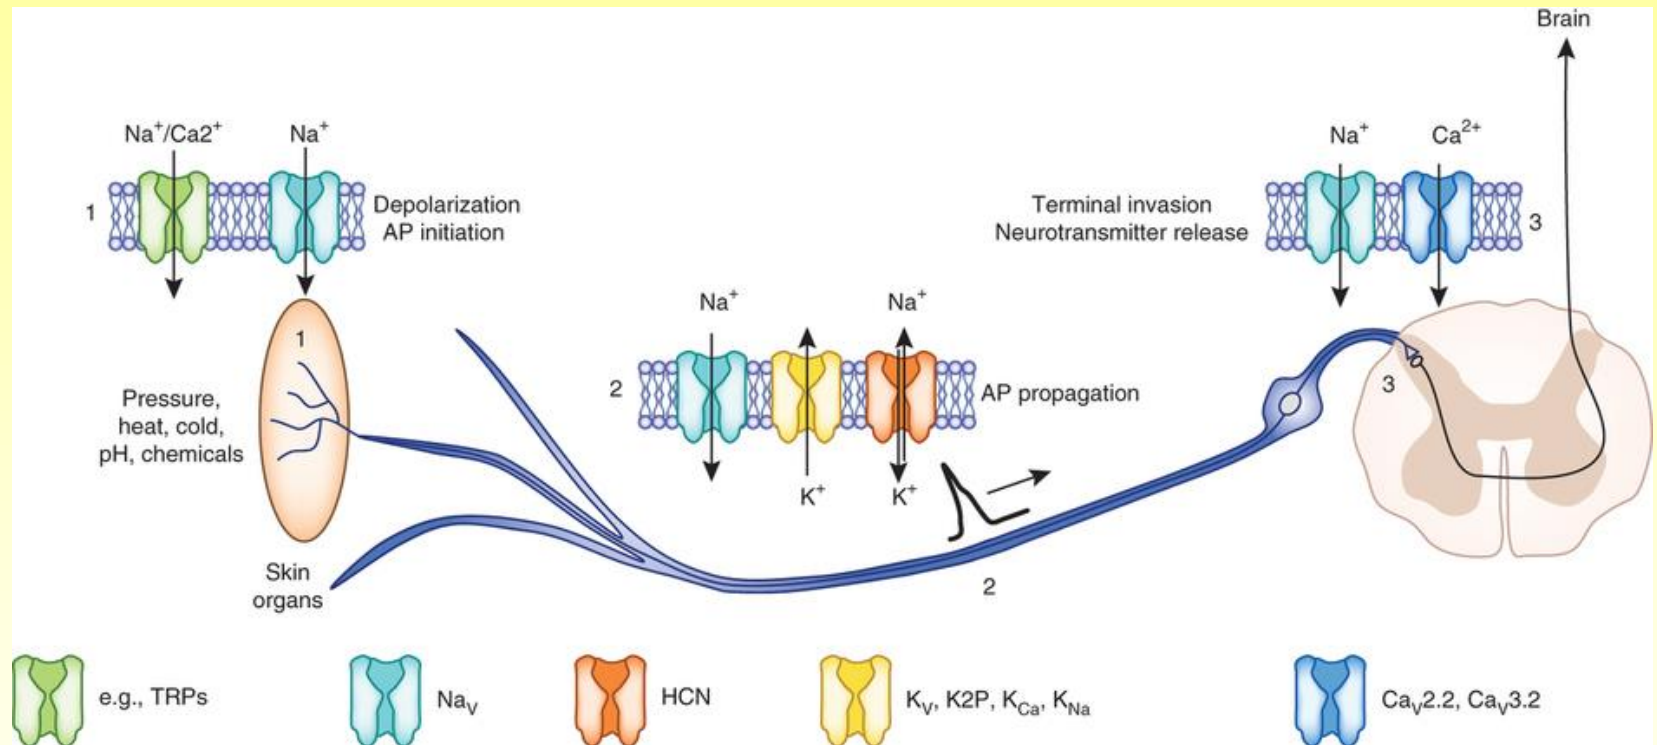 Brain
Na⁺/Ca2⁺
Na⁺
Na⁺
Ca²⁺
1
Depolarization
AP initiation
Terminal invasion
Neurotransmitter release
3
Na⁺
Na⁺
1
2
AP propagation
3
Pressure,
heat, cold,
pH, chemicals
K⁺
K⁺
Skin
organs
2
e.g., TRPs
Naᵥ
HCN
Kᵥ, K2P, K_Ca, K_Na
Caᵥ2.2, Caᵥ3.2